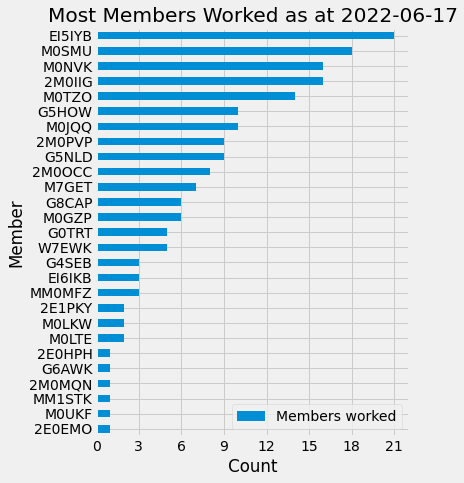 Most Members Worked as at 2022-06-17
EI5IYB
M0SMU
M0NVK
2M0IIG
M0TZO
G5HOW
M0JQQ
2M0PVP
G5NLD
2M0OCC
M7GET
G8CAP
M0GZP
G0TRT
W7EWK
G4SEB
EI6IKB
MM0MFZ
2E1PKY
M0LKW
M0LTE
2E0HPH
G6AWK
2M0MQN
MM1STK
M0UKF
2E0EMO
Member
Members worked
0 3 6 9 12 15 18 21
Count